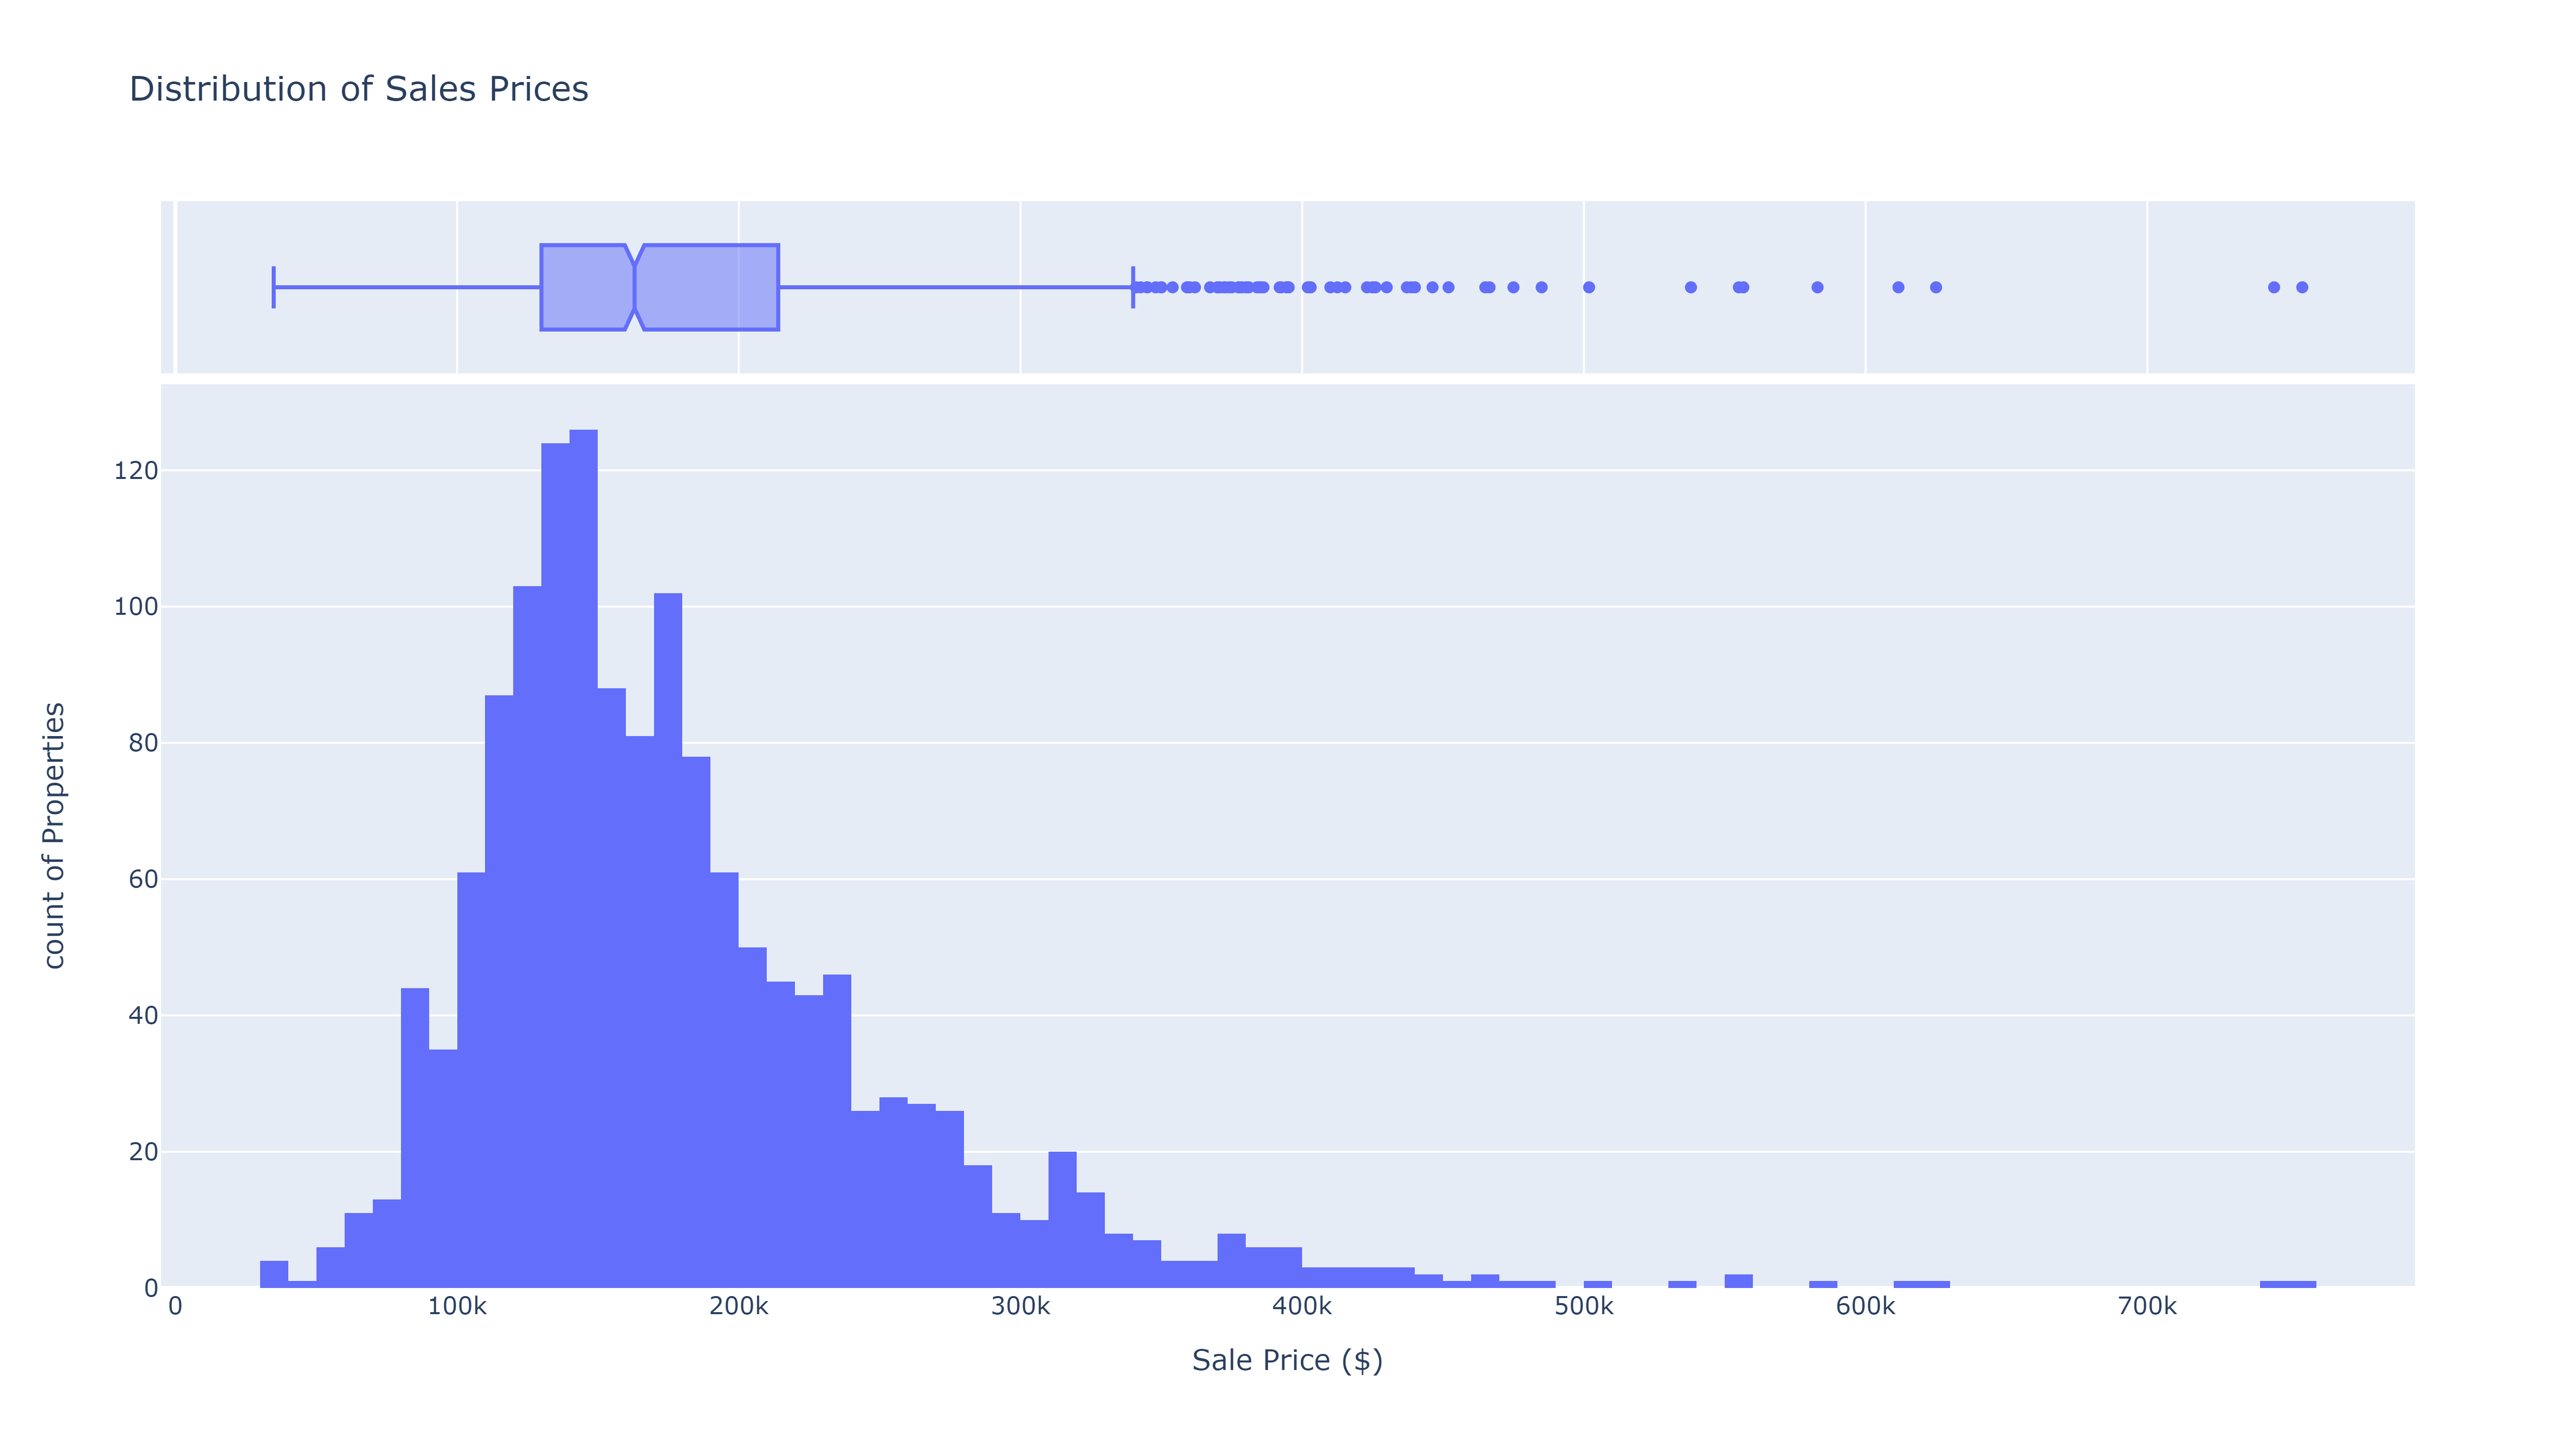 Distribution of Sales Prices
120
100
80
60
40
20
0
count of Properties
0 100k 200k 300k 400k 500k 600k 700k
Sale Price ($)